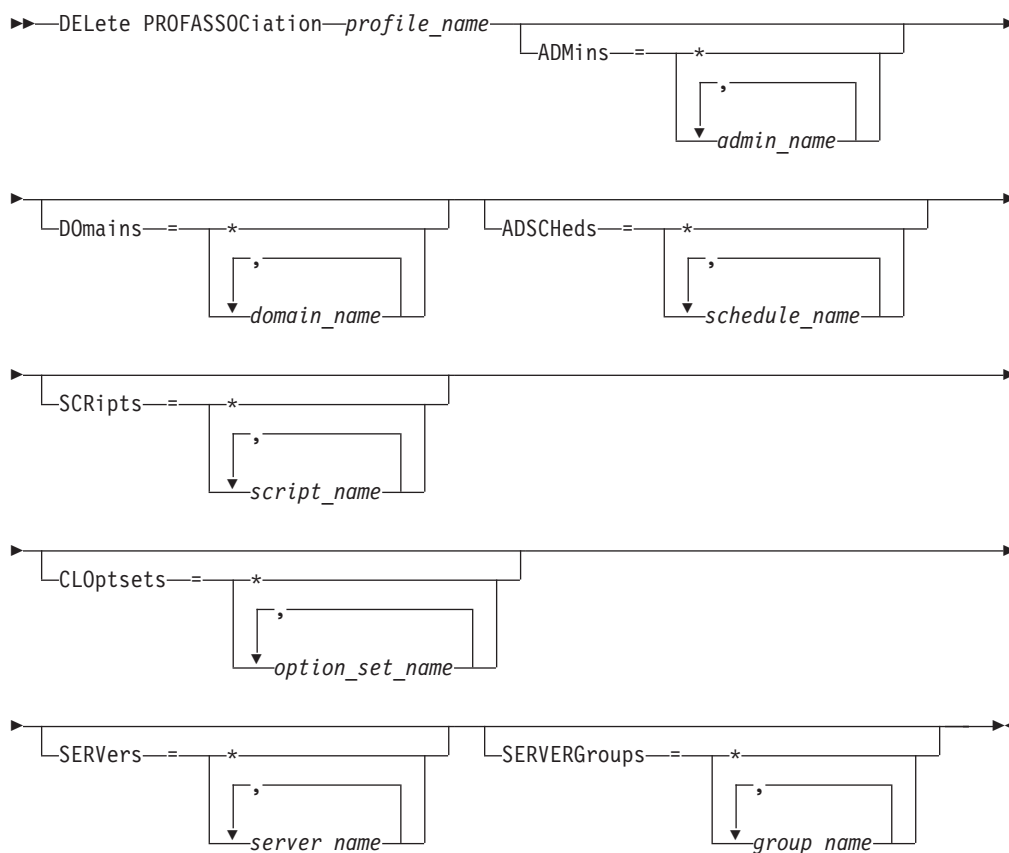 DELete PROFASSOCiation profile_name
ADMins = *
,
admin_name
DOmains = * ADSCHeds = *
, ,
domain_name schedule_name
SCRipts = *
,
script_name
CLOptsets = *
,
option_set_name
SERVers = * SERVERGroups = *
, ,
server_name group_name